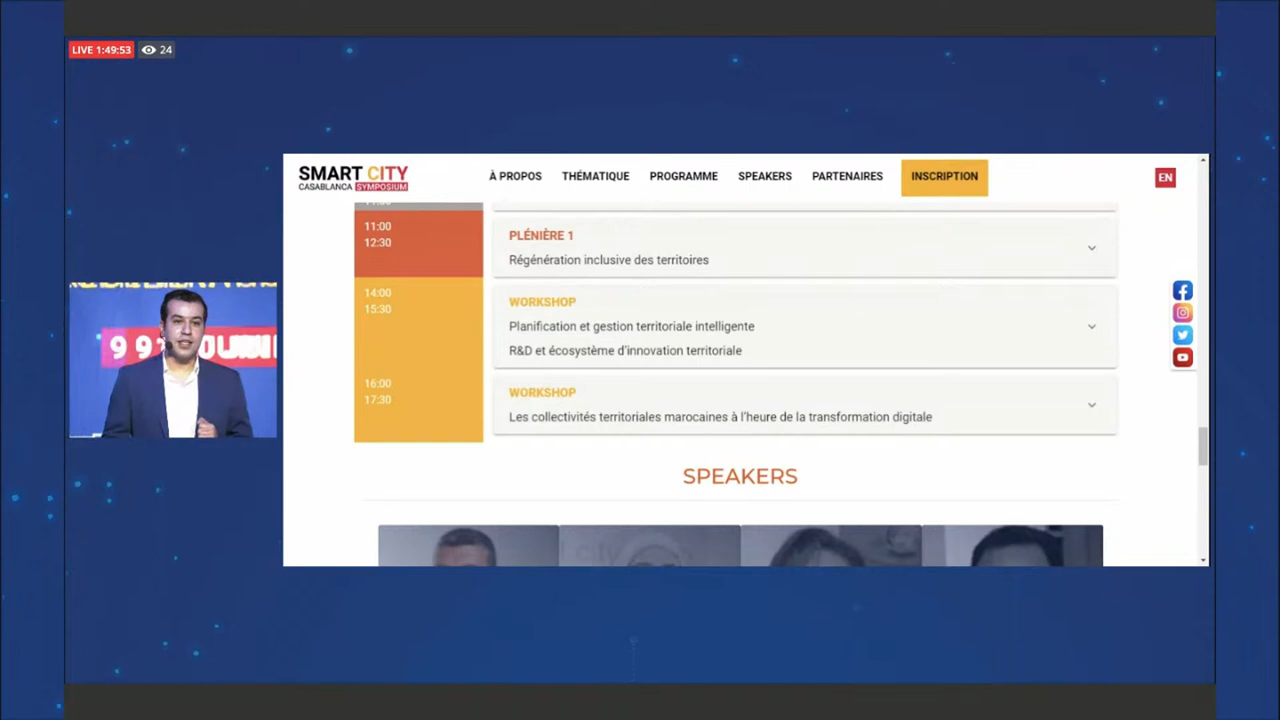 LIVE 1:49:53
24
SMART CITY
CASABLANCA SYMPOSIUM
À PROPOS
THÉMATIQUE
PROGRAMME
SPEAKERS
PARTENAIRES
INSCRIPTION
EN
11:00
12:30
PLÉNIÈRE 1
Régénération inclusive des territoires
14:00
15:30
WORKSHOP
Planification et gestion territoriale intelligente
R&D et écosystème d'innovation territoriale
16:00
17:30
WORKSHOP
Les collectivités territoriales marocaines à l'heure de la transformation digitale
SPEAKERS